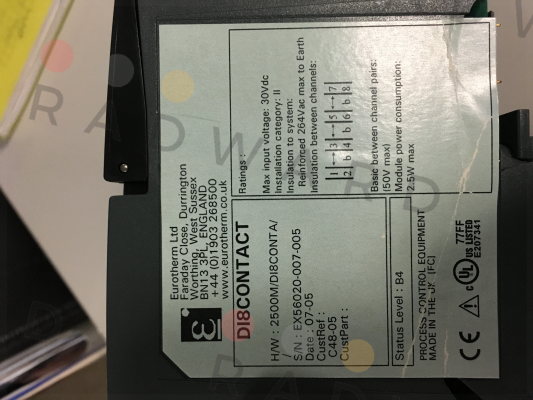 Eurotherm Ltd
Faraday Close, Durrington
Worthing, West Sussex
BN13 3PL, ENGLAND
+44 (0)1903 268500
www.eurotherm.co.uk
DI8CONTACT
H/W : 2500M/DI8CONTA/
/
S/N : EX56020-007-005
Date : 07-05
CustRef :
C48-05
CustPart :
Status Level : B4
PROCESS CONTROL EQUIPMENT
MADE IN THE UK (FC)
CE
c UL US LISTED
77FF
E207341
Ratings :
Max input voltage: 30Vdc
Installation category: II
Insulation to system:
Reinforced 264Vac max to Earth
Insulation between channels:
1 3 5 7
2 b 4 b 6 b 8
Basic between channel pairs:
(50V max)
Module power consumption:
2.5W max
RADWARD